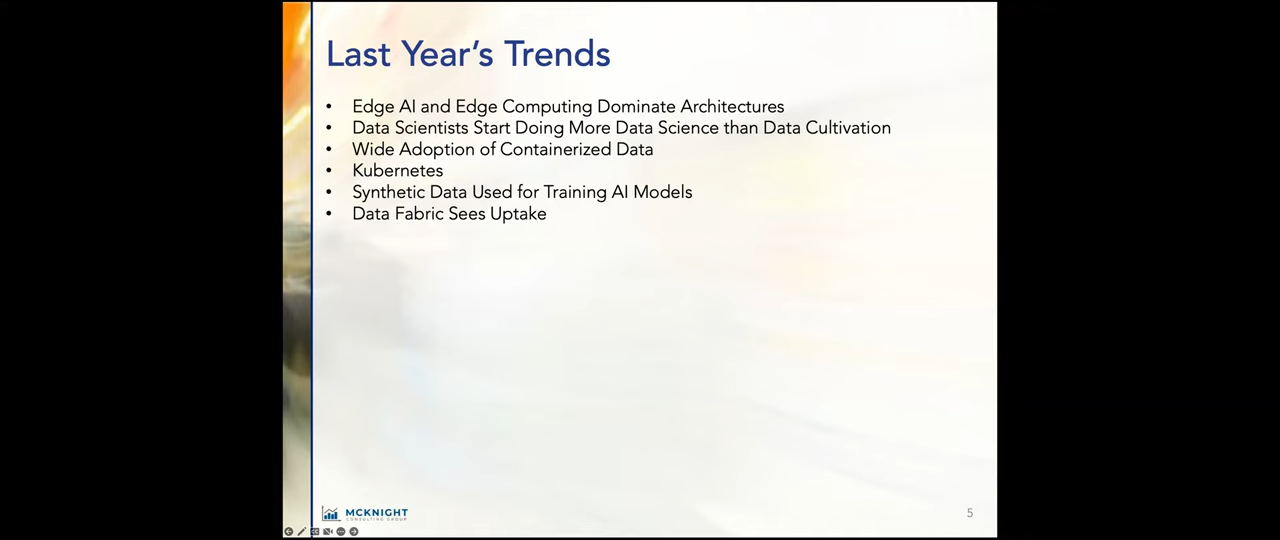 Last Year's Trends
• Edge AI and Edge Computing Dominate Architectures
• Data Scientists Start Doing More Data Science than Data Cultivation
• Wide Adoption of Containerized Data
• Kubernetes
• Synthetic Data Used for Training AI Models
• Data Fabric Sees Uptake
MCKNIGHT
CONSULTING GROUP
5